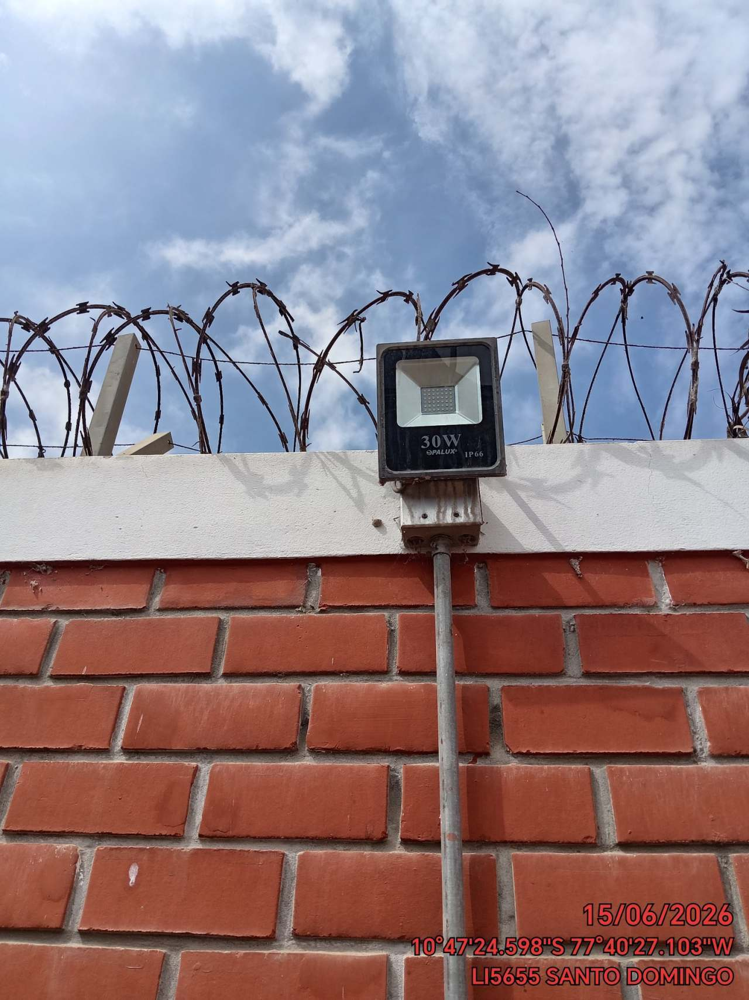 30W
OPALUX
IP66
15/06/2026
10°47'24.598"S 77°40'27.103"W
LI5655 SANTO DOMINGO